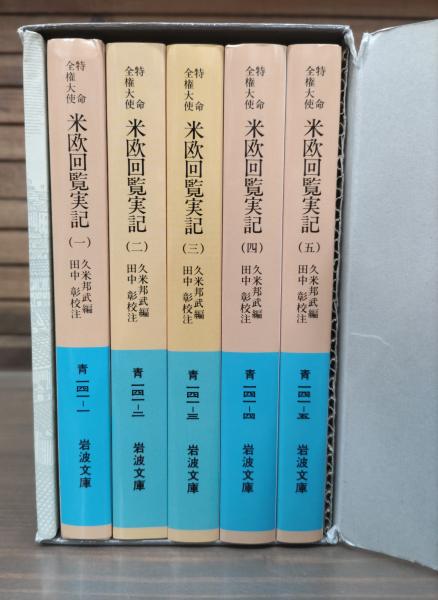 特命
全権大使
米欧回覧実記
(一)
久米邦武編
田中 彰校注
青 一四一-一
岩波文庫
特命
全権大使
米欧回覧実記
(二)
久米邦武編
田中 彰校注
青 一四一-二
岩波文庫
特命
全権大使
米欧回覧実記
(三)
久米邦武編
田中 彰校注
青 一四一-三
岩波文庫
特命
全権大使
米欧回覧実記
(四)
久米邦武編
田中 彰校注
青 一四一-四
岩波文庫
特命
全権大使
米欧回覧実記
(五)
久米邦武編
田中 彰校注
青 一四一-五
岩波文庫